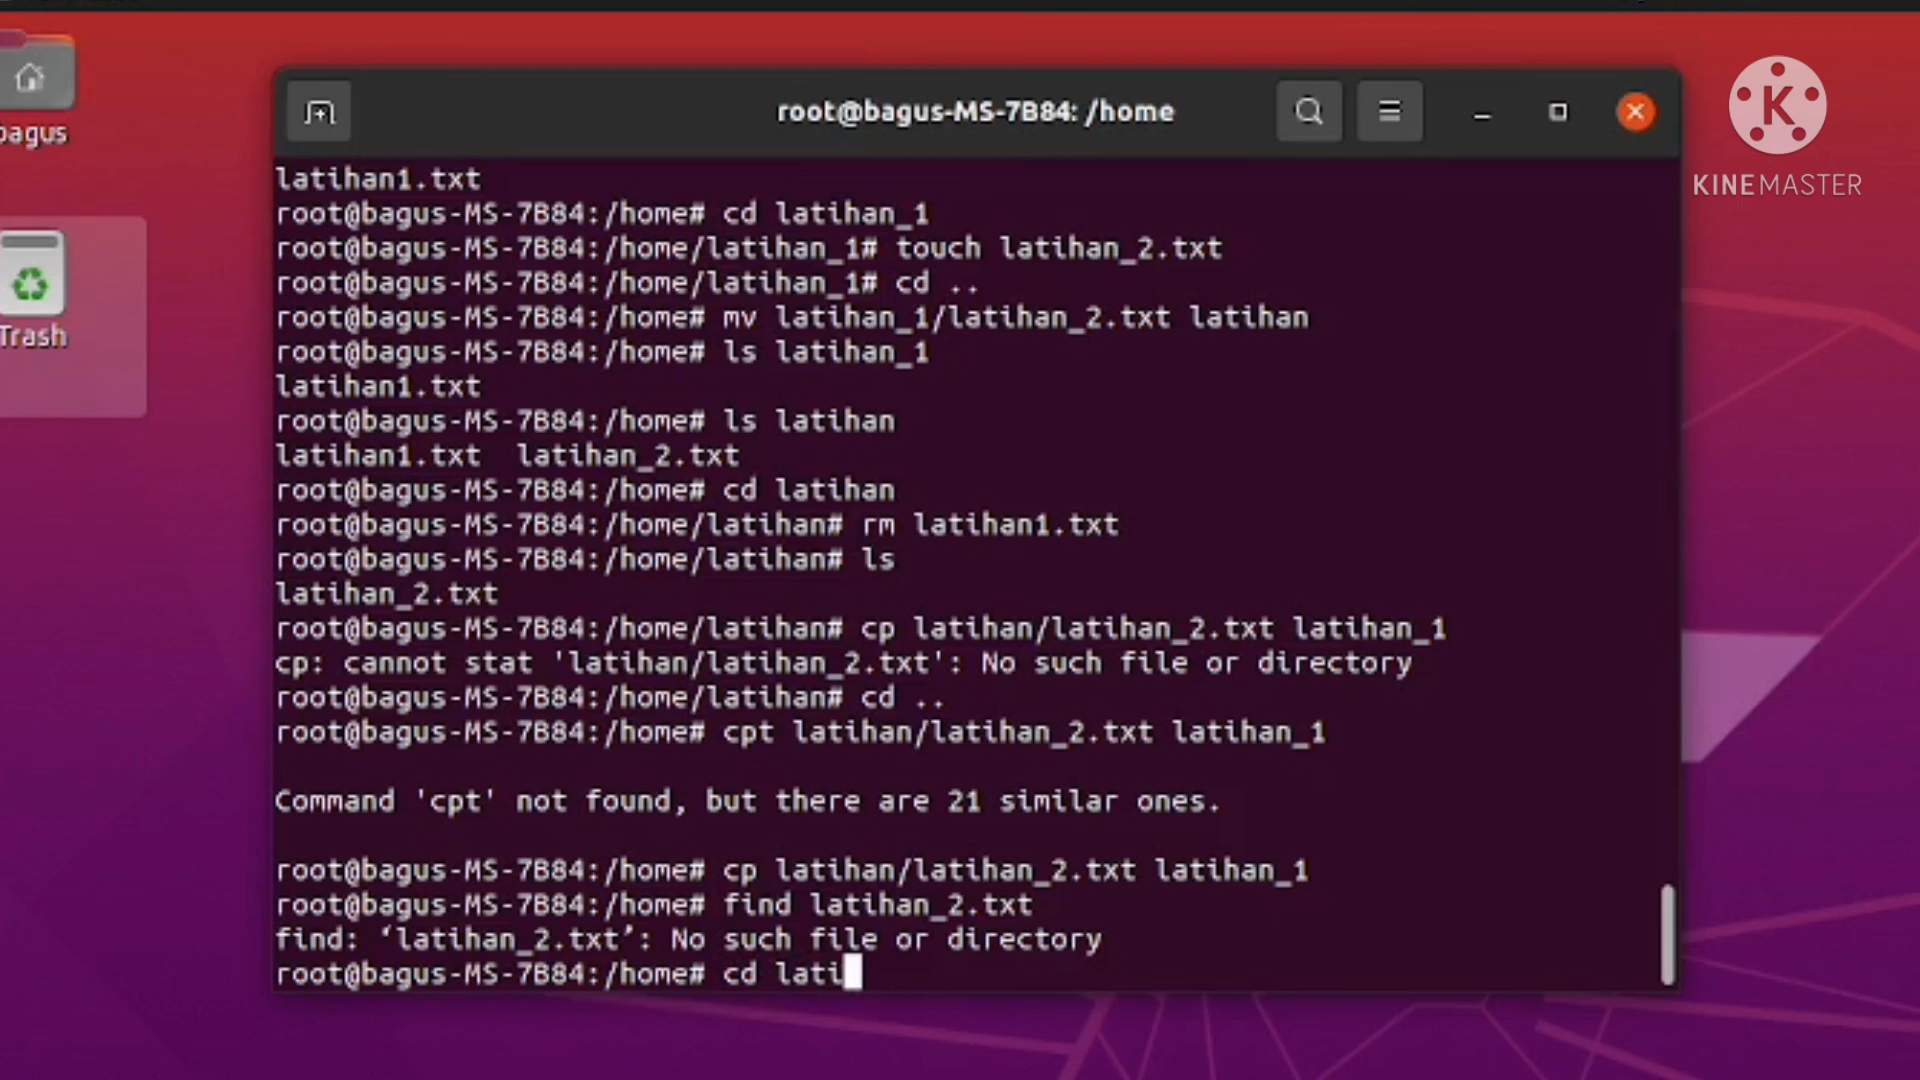 root@bagus-MS-7B84: /home
KINEMASTER
bagus
Trash
latihan1.txt
root@bagus-MS-7B84:/home# cd latihan_1
root@bagus-MS-7B84:/home/latihan_1# touch latihan_2.txt
root@bagus-MS-7B84:/home/latihan_1# cd ..
root@bagus-MS-7B84:/home# mv latihan_1/latihan_2.txt latihan
root@bagus-MS-7B84:/home# ls latihan_1
latihan1.txt
root@bagus-MS-7B84:/home# ls latihan
latihan1.txt  latihan_2.txt
root@bagus-MS-7B84:/home# cd latihan
root@bagus-MS-7B84:/home/latihan# rm latihan1.txt
root@bagus-MS-7B84:/home/latihan# ls
latihan_2.txt
root@bagus-MS-7B84:/home/latihan# cp latihan/latihan_2.txt latihan_1
cp: cannot stat 'latihan/latihan_2.txt': No such file or directory
root@bagus-MS-7B84:/home/latihan# cd ..
root@bagus-MS-7B84:/home# cpt latihan/latihan_2.txt latihan_1
Command 'cpt' not found, but there are 21 similar ones.
root@bagus-MS-7B84:/home# cp latihan/latihan_2.txt latihan_1
root@bagus-MS-7B84:/home# find latihan_2.txt
find: ‘latihan_2.txt’: No such file or directory
root@bagus-MS-7B84:/home# cd lati